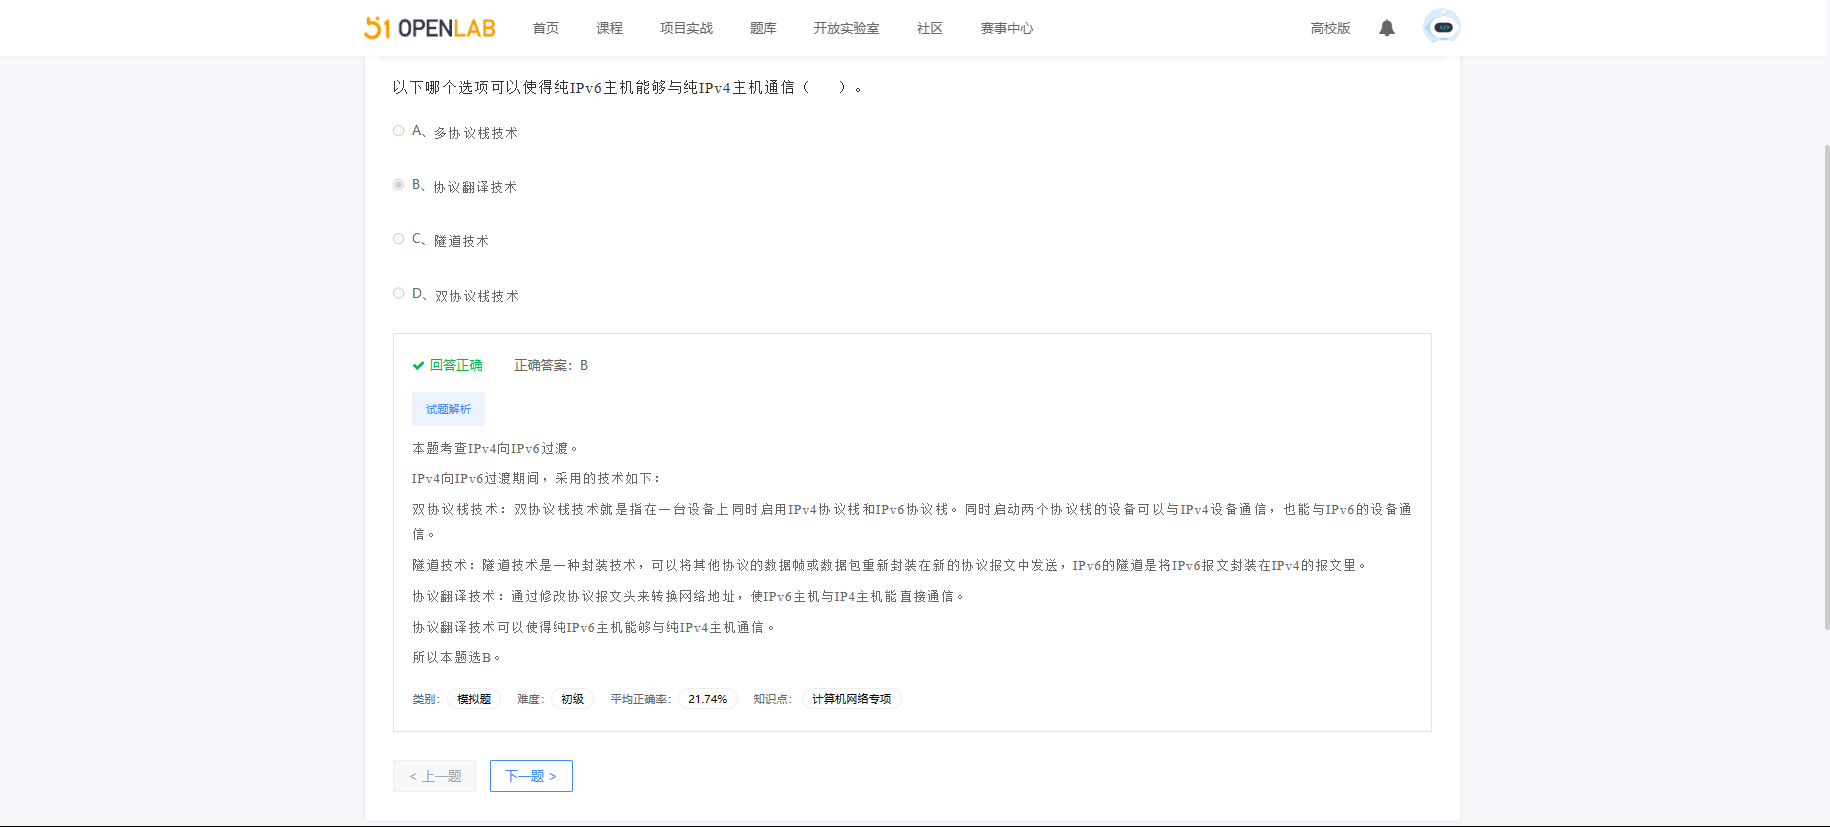 51 OPENLAB 首页 课程 项目实战 题库 开放实验室 社区 赛事中心 高校版
以下哪个选项可以使得纯IPv6主机能够与纯IPv4主机通信（　　）。
A、多协议栈技术
B、协议翻译技术
C、隧道技术
D、双协议栈技术
回答正确 正确答案：B
试题解析
本题考查IPv4向IPv6过渡。
IPv4向IPv6过渡期间，采用的技术如下：
双协议栈技术：双协议栈技术就是指在一台设备上同时启用IPv4协议栈和IPv6协议栈。同时启动两个协议栈的设备可以与IPv4设备通信，也能与IPv6的设备通
信。
隧道技术：隧道技术是一种封装技术，可以将其他协议的数据帧或数据包重新封装在新的协议报文中发送，IPv6的隧道是将IPv6报文封装在IPv4的报文里。
协议翻译技术：通过修改协议报文头来转换网络地址，使IPv6主机与IP4主机能直接通信。
协议翻译技术可以使得纯IPv6主机能够与纯IPv4主机通信。
所以本题选B。
类别： 模拟题 难度： 初级 平均正确率： 21.74% 知识点： 计算机网络专项
< 上一题 下一题 >